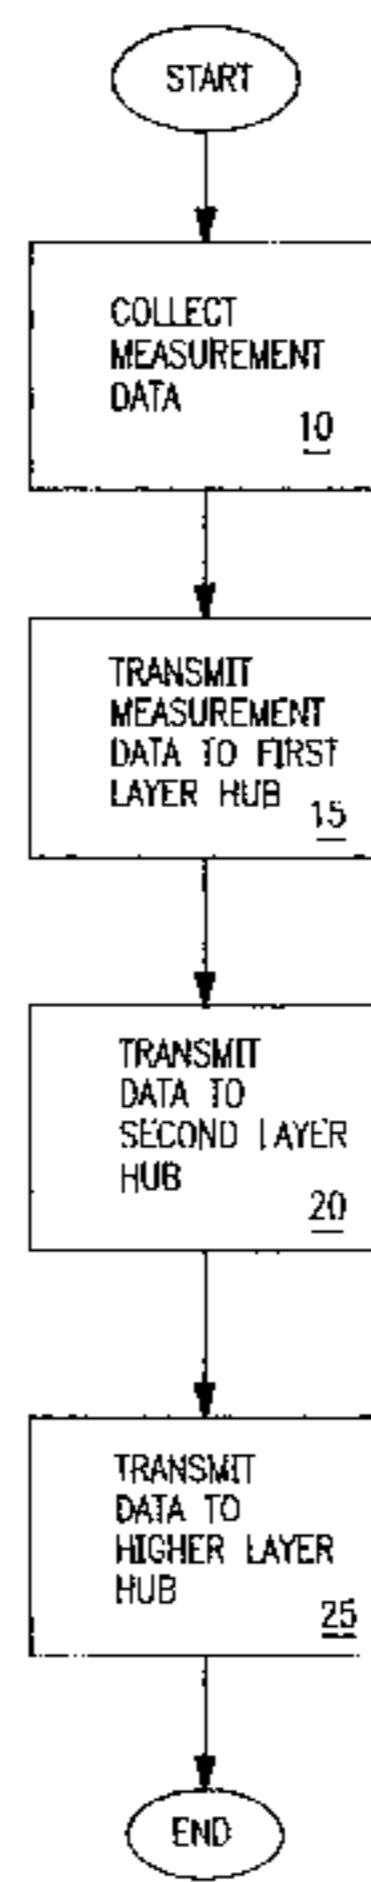 START
COLLECT
MEASUREMENT
DATA
10
TRANSMIT
MEASUREMENT
DATA TO FIRST
LAYER HUB
15
TRANSMIT
DATA TO
SECOND LAYER
HUB
20
TRANSMIT
DATA TO
HIGHER LAYER
HUB
25
END